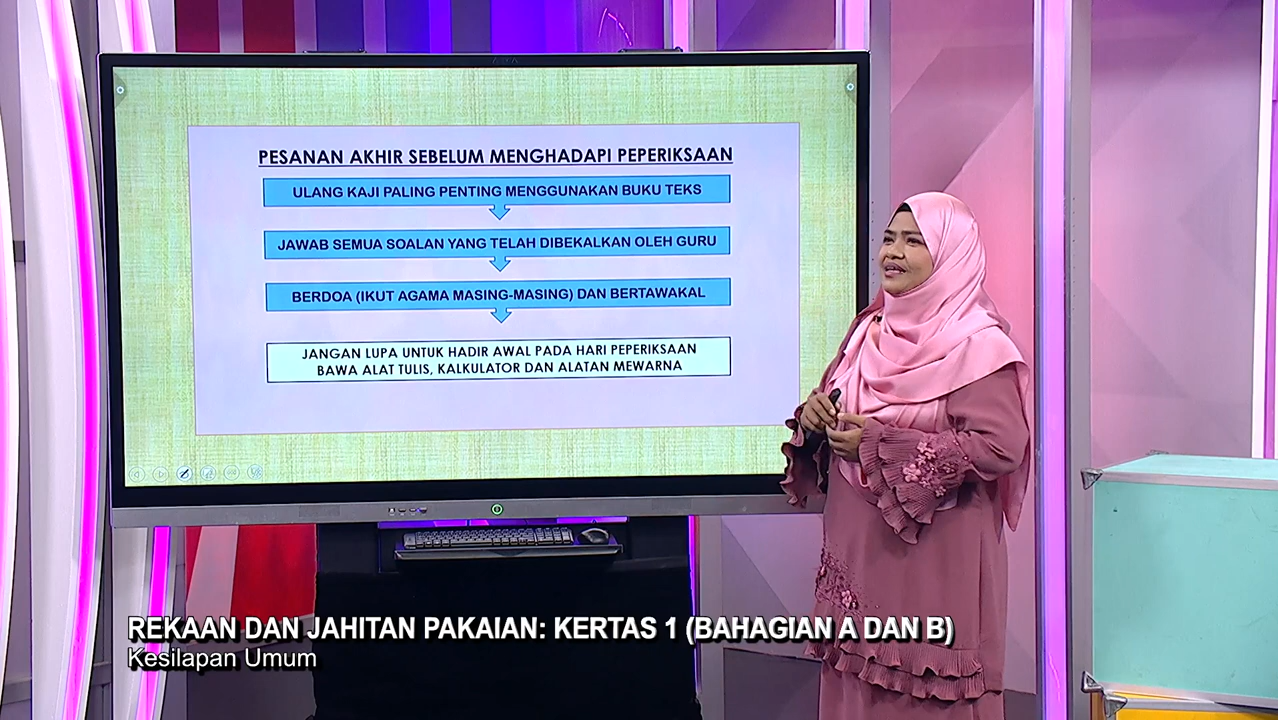 PESANAN AKHIR SEBELUM MENGHADAPI PEPERIKSAAN
ULANG KAJI PALING PENTING MENGGUNAKAN BUKU TEKS
JAWAB SEMUA SOALAN YANG TELAH DIBEKALKAN OLEH GURU
BERDOA (IKUT AGAMA MASING-MASING) DAN BERTAWAKAL
JANGAN LUPA UNTUK HADIR AWAL PADA HARI PEPERIKSAAN
BAWA ALAT TULIS, KALKULATOR DAN ALATAN MEWARNA
REKAAN DAN JAHITAN PAKAIAN: KERTAS 1 (BAHAGIAN A DAN B)
Kesilapan Umum